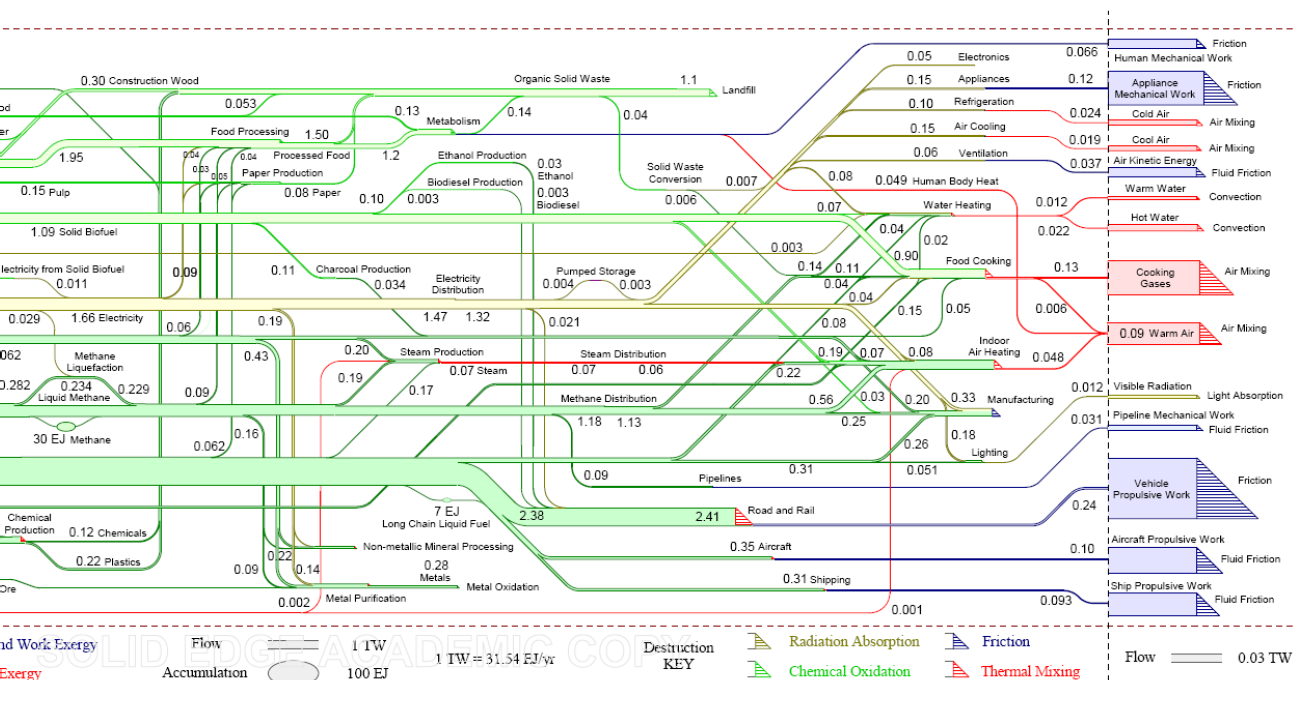 0.066
Friction
Human Mechanical Work
0.05
Electronics
0.15
Appliances
0.12
Appliance
Mechanical Work
Friction
0.10
Refrigeration
0.024
Cold Air
Air Mixing
0.15
Air Cooling
0.019
Cool Air
Air Mixing
0.06
Ventilation
0.037
Air Kinetic Energy
Fluid Friction
0.30 Construction Wood
0.053
Organic Solid Waste
1.1
Landfill
0.13
Metabolism
0.14
0.04
od
er
Food Processing
1.50
1.95
0.04
0.03
0.05
0.04
Processed Food
1.2
Paper Production
0.15 Pulp
0.08 Paper
Ethanol Production
0.03
Ethanol
Biodiesel Production
0.003
Biodiesel
0.10
0.003
Solid Waste
Conversion
0.007
0.006
0.08
0.049 Human Body Heat
Warm Water
0.012
Convection
0.07
Water Heating
Hot Water
0.022
Convection
1.09 Solid Biofuel
0.04
0.02
0.003
0.90
Food Cooking
0.13
Cooking
Gases
Air Mixing
lectricity from Solid Biofuel
0.011
0.09
0.11
Charcoal Production
0.034
Electricity
Distribution
Pumped Storage
0.004
0.003
0.14
0.11
0.04
0.04
0.15
0.05
0.006
0.029
1.66 Electricity
0.06
0.19
1.47
1.32
0.021
0.08
0.09 Warm Air
Air Mixing
062
Methane
Liquefaction
0.43
0.20
Steam Production
Steam Distribution
0.19
0.07
0.08
Indoor
Air Heating
0.048
0.282
0.234
0.229
Liquid Methane
0.09
0.19
0.07 Steam
0.07
0.06
0.22
0.17
Methane Distribution
0.56
0.03
0.20
0.33
Manufacturing
0.012
Visible Radiation
Light Absorption
30 EJ Methane
0.062
0.16
1.18
1.13
0.25
0.26
0.18
0.031
Pipeline Mechanical Work
Fluid Friction
Lighting
0.09
Pipelines
0.31
0.051
Vehicle
Propulsive Work
Friction
0.24
7 EJ
Long Chain Liquid Fuel
2.38
2.41
Road and Rail
Chemical
Production
0.12 Chemicals
0.22 Plastics
0.22
Non-metallic Mineral Processing
0.35 Aircraft
0.10
Aircraft Propulsive Work
Fluid Friction
Ore
0.09
0.14
0.28
Metals
Metal Oxidation
Metal Purification
0.31 Shipping
0.093
Ship Propulsive Work
Fluid Friction
0.002
0.001
nd Work Exergy
Exergy
Flow
1 TW
Accumulation
100 EJ
1 TW = 31.54 EJ/yr
SOLID EDGE ACADEMIC COPY
Destruction
KEY
Radiation Absorption
Chemical Oxidation
Friction
Thermal Mixing
Flow
0.03 TW